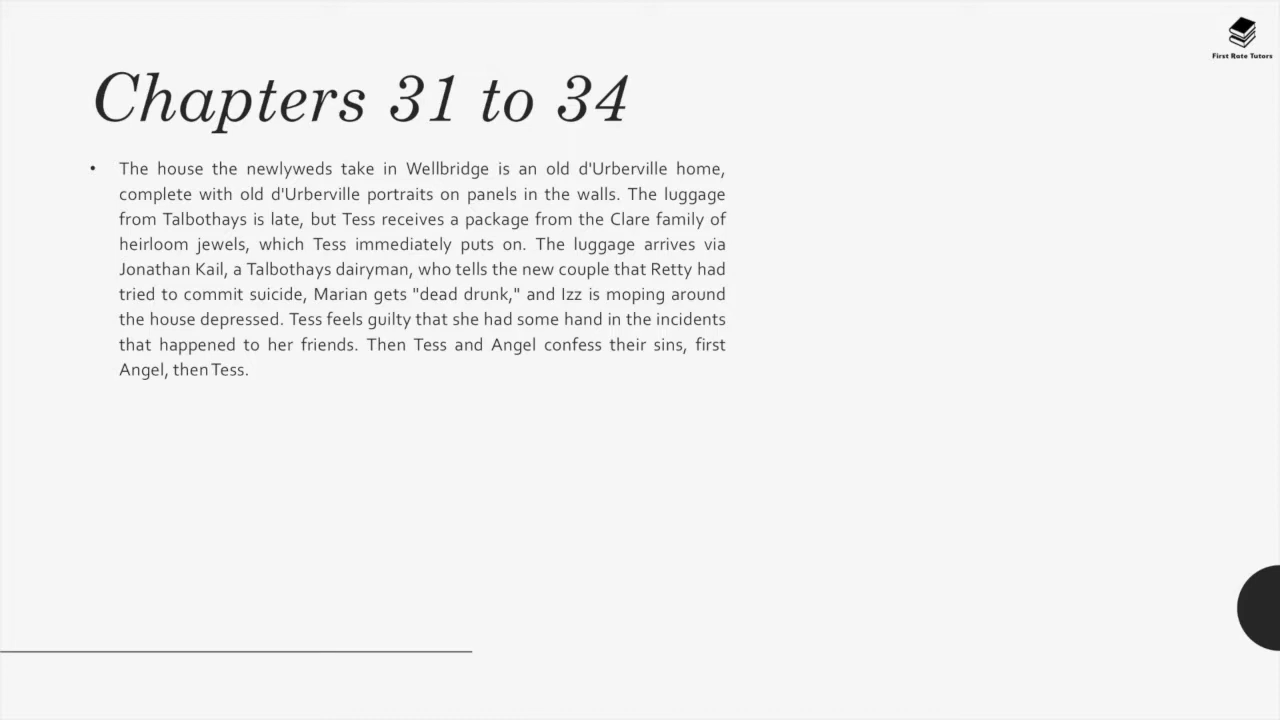 First Rate Tutors
Chapters 31 to 34
• The house the newlyweds take in Wellbridge is an old d'Urberville home,
complete with old d'Urberville portraits on panels in the walls. The luggage
from Talbothays is late, but Tess receives a package from the Clare family of
heirloom jewels, which Tess immediately puts on. The luggage arrives via
Jonathan Kail, a Talbothays dairyman, who tells the new couple that Retty had
tried to commit suicide, Marian gets "dead drunk," and Izz is moping around
the house depressed. Tess feels guilty that she had some hand in the incidents
that happened to her friends. Then Tess and Angel confess their sins, first
Angel, then Tess.